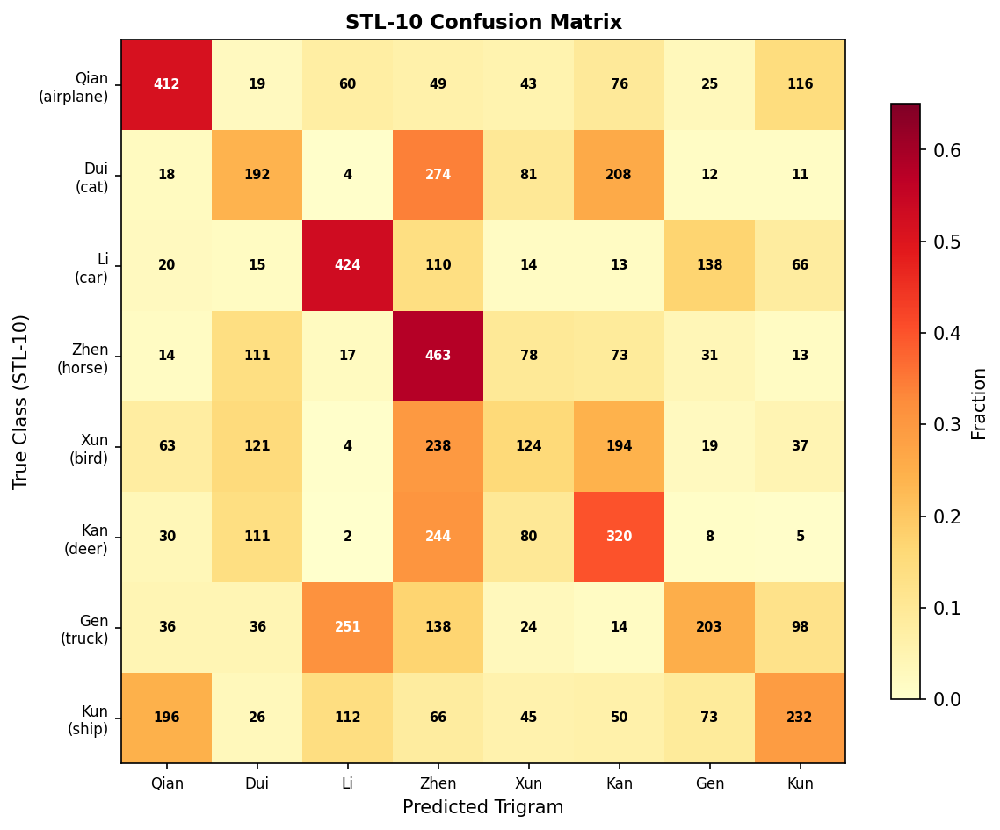 STL-10 Confusion Matrix
Qian
(airplane)
412 19 60 49 43 76 25 116
Dui
(cat)
18 192 4 274 81 208 12 11
Li
(car)
20 15 424 110 14 13 138 66
Zhen
(horse)
14 111 17 463 78 73 31 13
Xun
(bird)
63 121 4 238 124 194 19 37
Kan
(deer)
30 111 2 244 80 320 8 5
Gen
(truck)
36 36 251 138 24 14 203 98
Kun
(ship)
196 26 112 66 45 50 73 232
Qian Dui Li Zhen Xun Kan Gen Kun
Predicted Trigram
True Class (STL-10)
0.6
0.5
0.4
0.3
0.2
0.1
0.0
Fraction